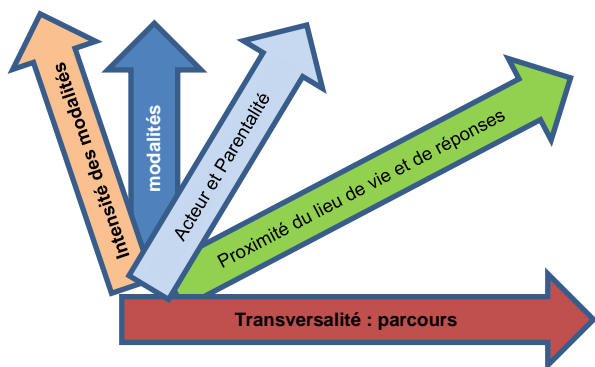 Intensité des modalités
modalités
Acteur et Parentalité
Proximité du lieu de vie et de réponses
Transversalité : parcours